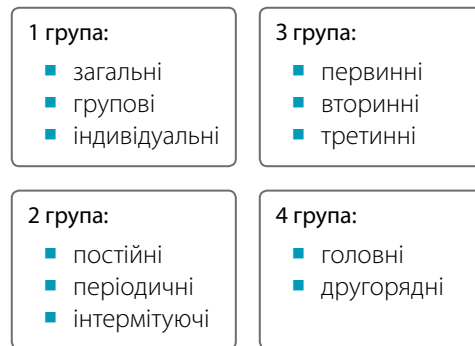 1 група:
загальні
групові
індивідуальні
2 група:
постійні
періодичні
інтермітуючі
3 група:
первинні
вторинні
третинні
4 група:
головні
другорядні